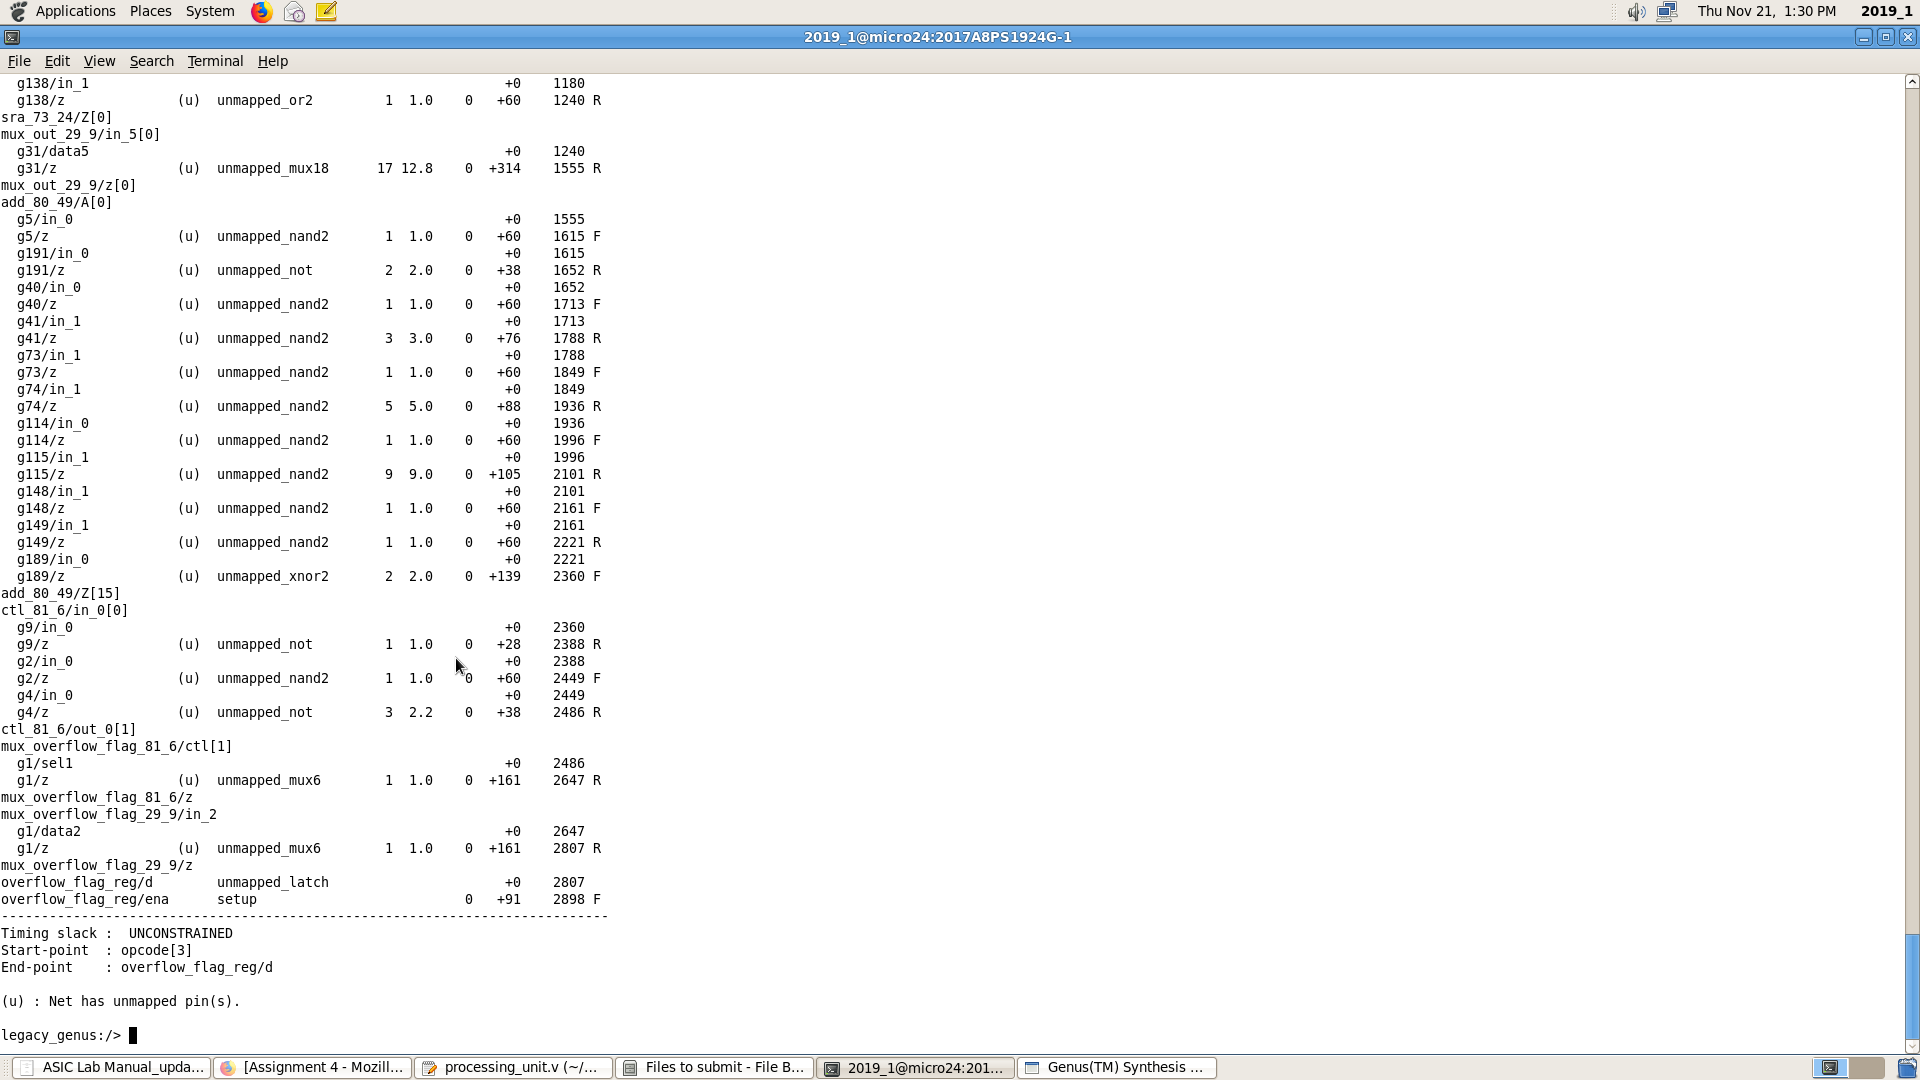 Applications Places System Thu Nov 21, 1:30 PM 2019_1
2019_1@micro24:2017A8PS1924G-1
File Edit View Search Terminal Help
g138/in_1 +0 1180
g138/z (u) unmapped_or2 1 1.0 0 +60 1240 R
sra_73_24/Z[0]
mux_out_29_9/in_5[0]
g31/data5 +0 1240
g31/z (u) unmapped_mux18 17 12.8 0 +314 1555 R
mux_out_29_9/z[0]
add_80_49/A[0]
g5/in_0 +0 1555
g5/z (u) unmapped_nand2 1 1.0 0 +60 1615 F
g191/in_0 +0 1615
g191/z (u) unmapped_not 2 2.0 0 +38 1652 R
g40/in_0 +0 1652
g40/z (u) unmapped_nand2 1 1.0 0 +60 1713 F
g41/in_1 +0 1713
g41/z (u) unmapped_nand2 3 3.0 0 +76 1788 R
g73/in_1 +0 1788
g73/z (u) unmapped_nand2 1 1.0 0 +60 1849 F
g74/in_1 +0 1849
g74/z (u) unmapped_nand2 5 5.0 0 +88 1936 R
g114/in_0 +0 1936
g114/z (u) unmapped_nand2 1 1.0 0 +60 1996 F
g115/in_1 +0 1996
g115/z (u) unmapped_nand2 9 9.0 0 +105 2101 R
g148/in_1 +0 2101
g148/z (u) unmapped_nand2 1 1.0 0 +60 2161 F
g149/in_1 +0 2161
g149/z (u) unmapped_nand2 1 1.0 0 +60 2221 R
g189/in_0 +0 2221
g189/z (u) unmapped_xnor2 2 2.0 0 +139 2360 F
add_80_49/Z[15]
ctl_81_6/in_0[0]
g9/in_0 +0 2360
g9/z (u) unmapped_not 1 1.0 0 +28 2388 R
g2/in_0 +0 2388
g2/z (u) unmapped_nand2 1 1.0 0 +60 2449 F
g4/in_0 +0 2449
g4/z (u) unmapped_not 3 2.2 0 +38 2486 R
ctl_81_6/out_0[1]
mux_overflow_flag_81_6/ctl[1]
g1/sel1 +0 2486
g1/z (u) unmapped_mux6 1 1.0 0 +161 2647 R
mux_overflow_flag_81_6/z
mux_overflow_flag_29_9/in_2
g1/data2 +0 2647
g1/z (u) unmapped_mux6 1 1.0 0 +161 2807 R
mux_overflow_flag_29_9/z
overflow_flag_reg/d unmapped_latch +0 2807
overflow_flag_reg/ena setup 0 +91 2898 F
----------------------------------------------------------------------------
Timing slack : UNCONSTRAINED
Start-point : opcode[3]
End-point : overflow_flag_reg/d
(u) : Net has unmapped pin(s).
legacy_genus:/>
ASIC Lab Manual_upda... [Assignment 4 - Mozill... processing_unit.v (~/... Files to submit - File B... 2019_1@micro24:201... Genus(TM) Synthesis ...